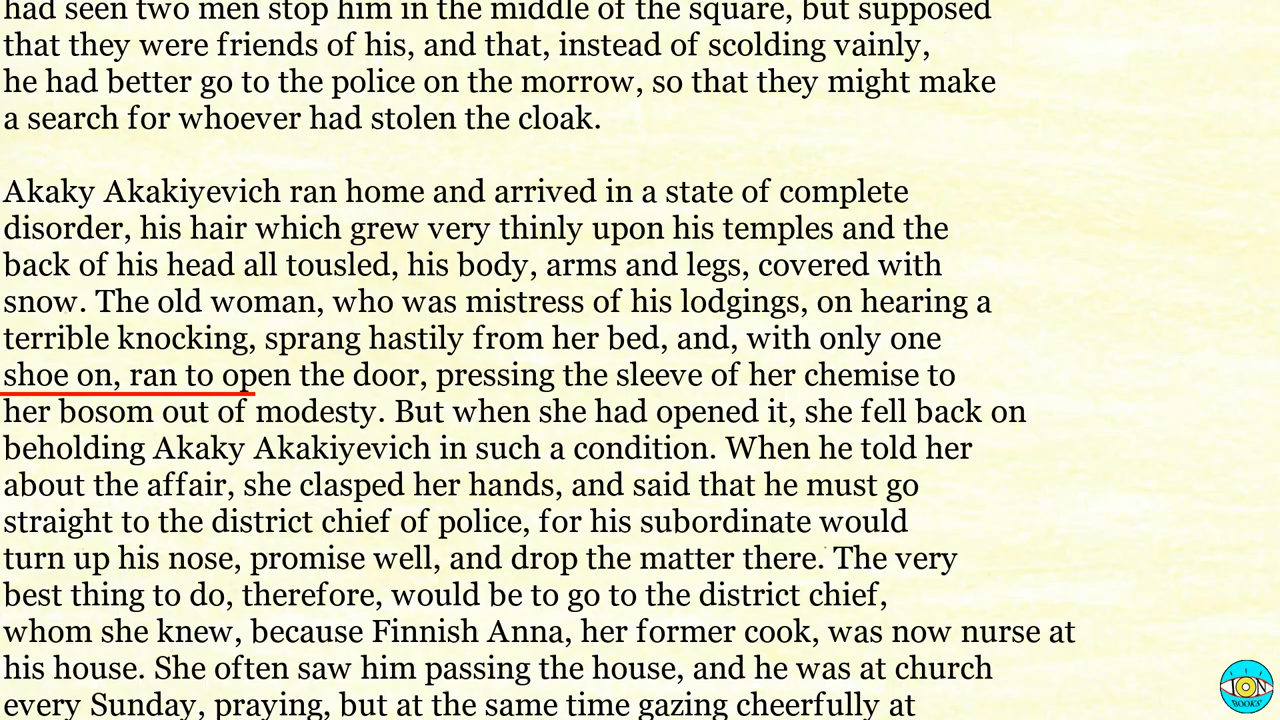 had seen two men stop him in the middle of the square, but supposed
that they were friends of his, and that, instead of scolding vainly,
he had better go to the police on the morrow, so that they might make
a search for whoever had stolen the cloak.
Akaky Akakiyevich ran home and arrived in a state of complete
disorder, his hair which grew very thinly upon his temples and the
back of his head all tousled, his body, arms and legs, covered with
snow. The old woman, who was mistress of his lodgings, on hearing a
terrible knocking, sprang hastily from her bed, and, with only one
shoe on, ran to open the door, pressing the sleeve of her chemise to
her bosom out of modesty. But when she had opened it, she fell back on
beholding Akaky Akakiyevich in such a condition. When he told her
about the affair, she clasped her hands, and said that he must go
straight to the district chief of police, for his subordinate would
turn up his nose, promise well, and drop the matter there. The very
best thing to do, therefore, would be to go to the district chief,
whom she knew, because Finnish Anna, her former cook, was now nurse at
his house. She often saw him passing the house, and he was at church
every Sunday, praying, but at the same time gazing cheerfully at
ION
BOOKS